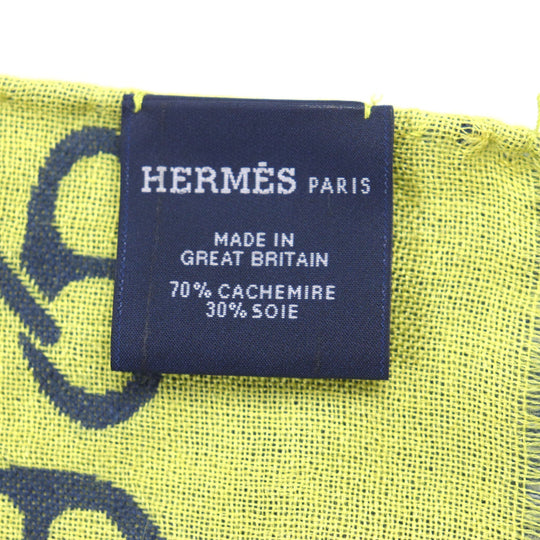 HERMÈS PARIS
MADE IN
GREAT BRITAIN
70% CACHEMIRE
30% SOIE